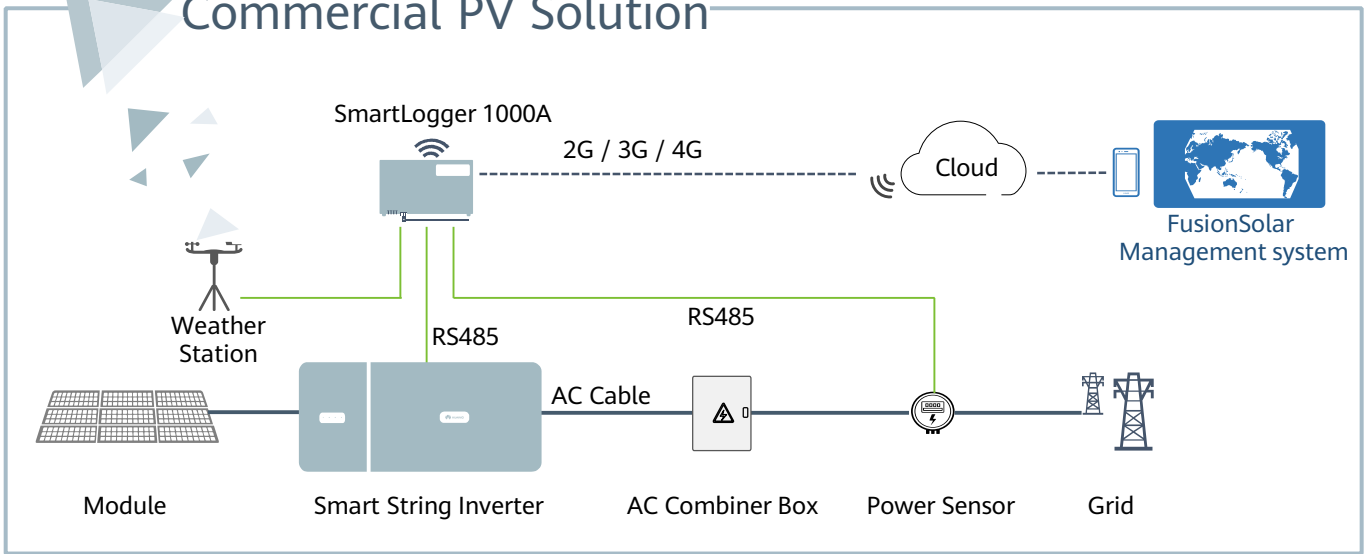 Commercial PV Solution
SmartLogger 1000A
2G / 3G / 4G
Cloud
FusionSolar
Management system
Weather
Station
RS485
RS485
AC Cable
Module
Smart String Inverter
AC Combiner Box
Power Sensor
Grid